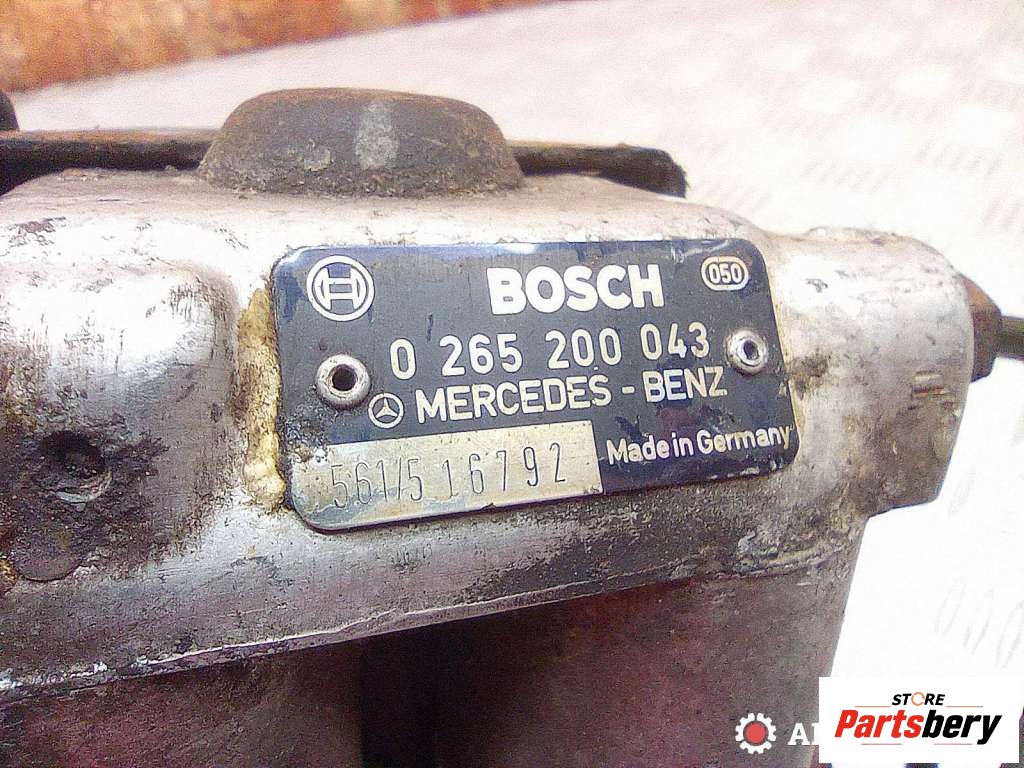 BOSCH
050
0 265 200 043
MERCEDES - BENZ
561/5 16792
Made in Germany
STORE
Partsbery